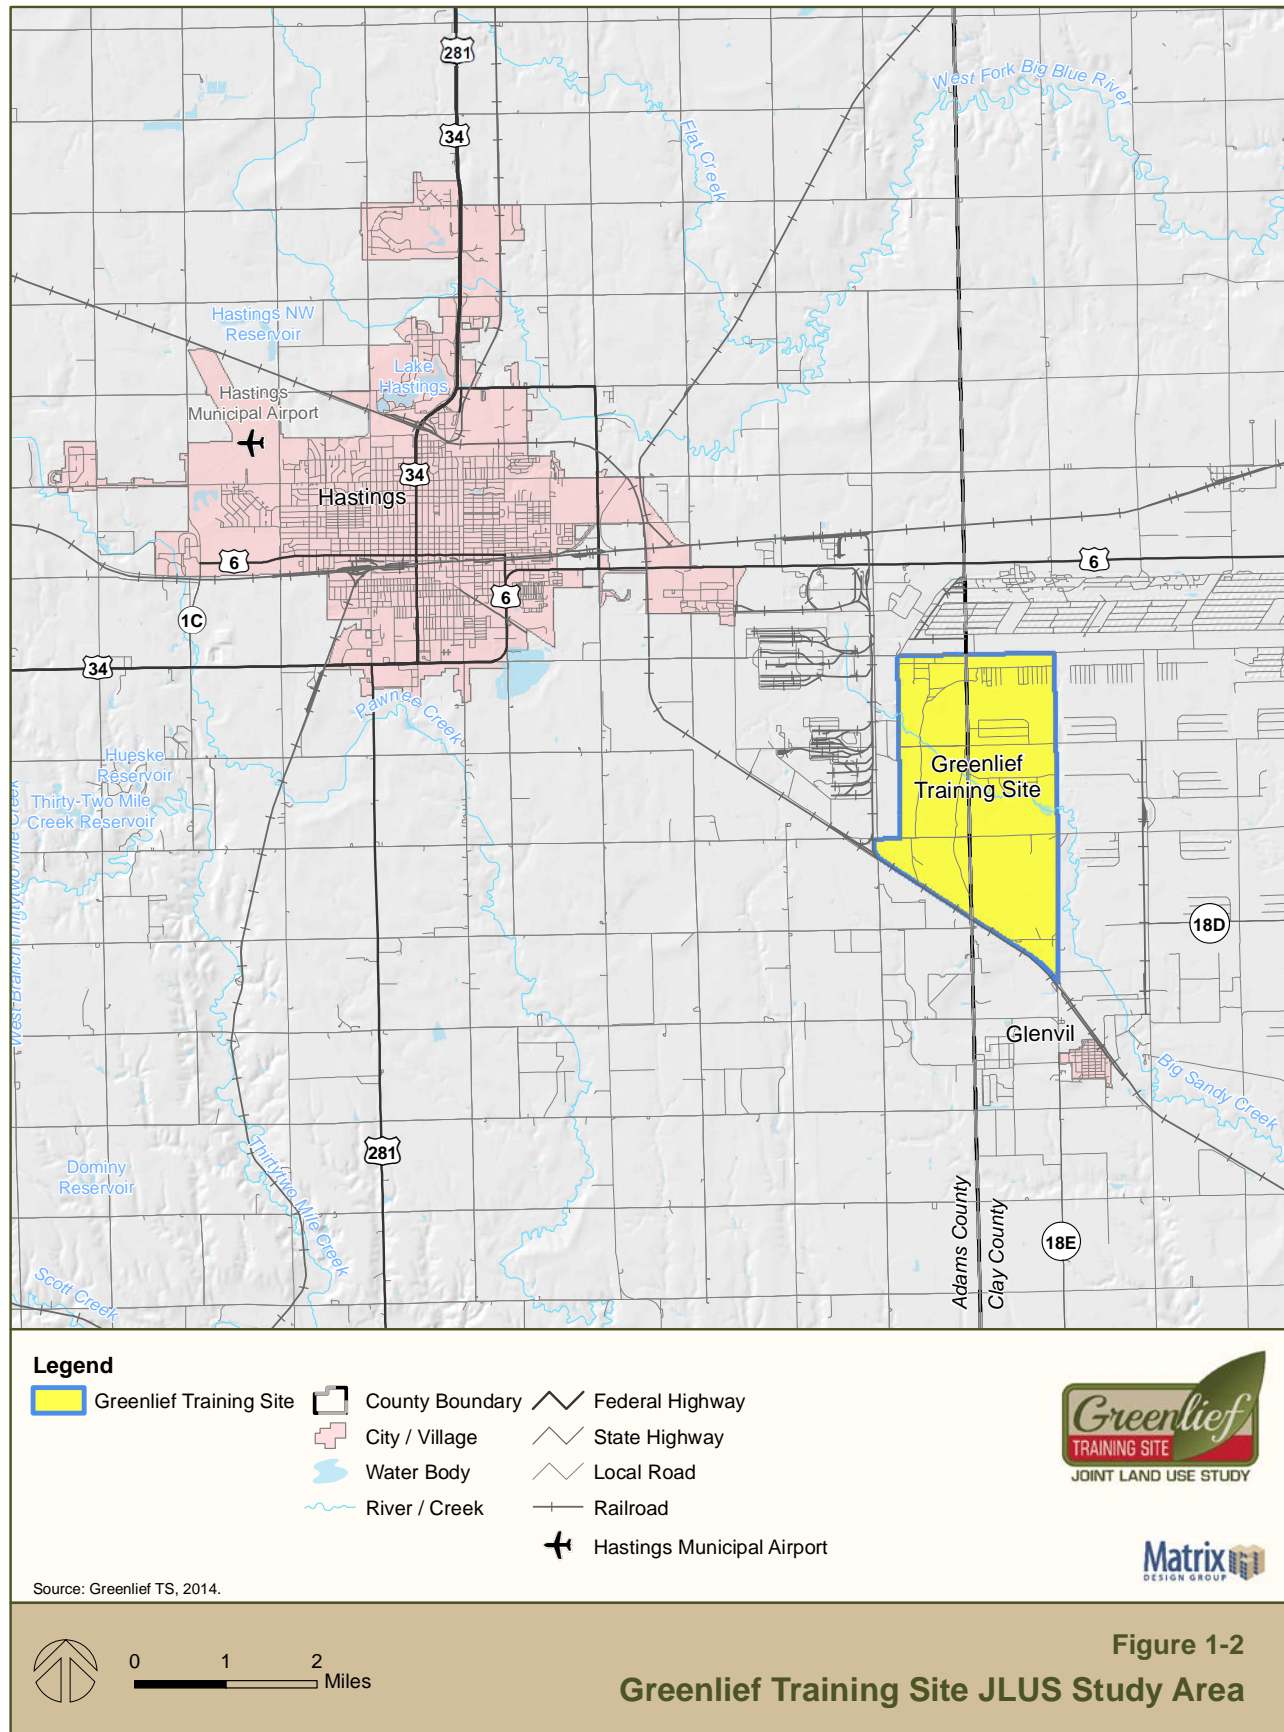 281
West Fork Big Blue River
34
Flat Creek
Hastings NW
Reservoir
Lake
Hastings
Hastings
Municipal Airport
34
Hastings
6
6
6
1C
34
Pawnee Creek
Hueske
Reservoir
Thirty-Two Mile
Creek Reservoir
West Branch Thirtytwo Mile Creek
Greenlief
Training Site
18D
Glenvil
Big Sandy Creek
281
Thirtytwo Mile Creek
Dominy
Reservoir
Adams County
Clay County
18E
Scott Creek
Legend
Greenlief Training Site
County Boundary
City / Village
Water Body
River / Creek
Federal Highway
State Highway
Local Road
Railroad
Hastings Municipal Airport
Greenlief
TRAINING SITE
JOINT LAND USE STUDY
Matrix
DESIGN GROUP
Source: Greenlief TS, 2014.
0 1 2
Miles
Figure 1-2
Greenlief Training Site JLUS Study Area